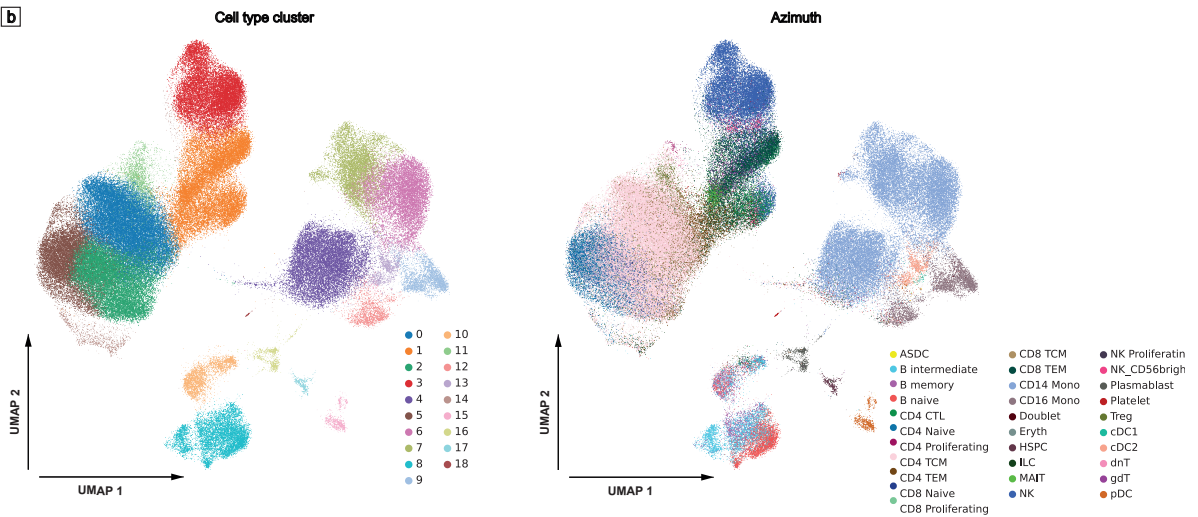 b
Cell type cluster
Azimuth
UMAP 2
UMAP 1
0
1
2
3
4
5
6
7
8
9
10
11
12
13
14
15
16
17
18
UMAP 2
UMAP 1
ASDC
B intermediate
B memory
B naive
CD4 CTL
CD4 Naive
CD4 Proliferating
CD4 TCM
CD4 TEM
CD8 Naive
CD8 Proliferating
CD8 TCM
CD8 TEM
CD14 Mono
CD16 Mono
Doublet
Eryth
HSPC
ILC
MAIT
NK
NK Proliferatin
NK_CD56brigh
Plasmablast
Platelet
Treg
cDC1
cDC2
dnT
gdT
pDC